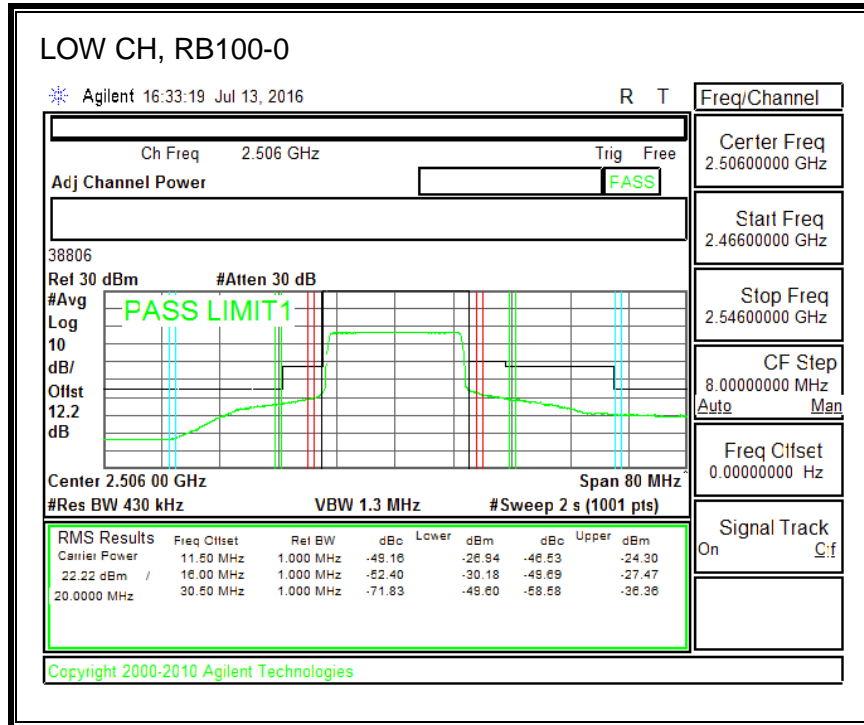 LOW CH, RB100-0
Agilent 16:33:19 Jul 13, 2016 R T
Freq/Channel
Ch Freq 2.506 GHz Trig Free
Adj Channel Power PASS
Center Freq
2.50600000 GHz
Start Freq
2.46600000 GHz
38806
Ref 30 dBm #Atten 30 dB
#Avg
Log
10
dB/
Offst
12.2
dB
PASS LIMIT1
Stop Freq
2.54600000 GHz
CF Step
8.00000000 MHz
Auto Man
Freq Offset
0.00000000 Hz
Center 2.506 00 GHz Span 80 MHz
#Res BW 430 kHz VBW 1.3 MHz #Sweep 2 s (1001 pts)
Signal Track
On Off
RMS Results Freq Offset Ref BW dBc Lower dBm dBc Upper dBm
Carrier Power 11.50 MHz 1.000 MHz -49.16 -26.94 -46.53 -24.30
22.22 dBm / 16.00 MHz 1.000 MHz -52.40 -30.18 -49.69 -27.47
20.0000 MHz 30.50 MHz 1.000 MHz -71.83 -49.60 -58.58 -36.36
Copyright 2000-2010 Agilent Technologies